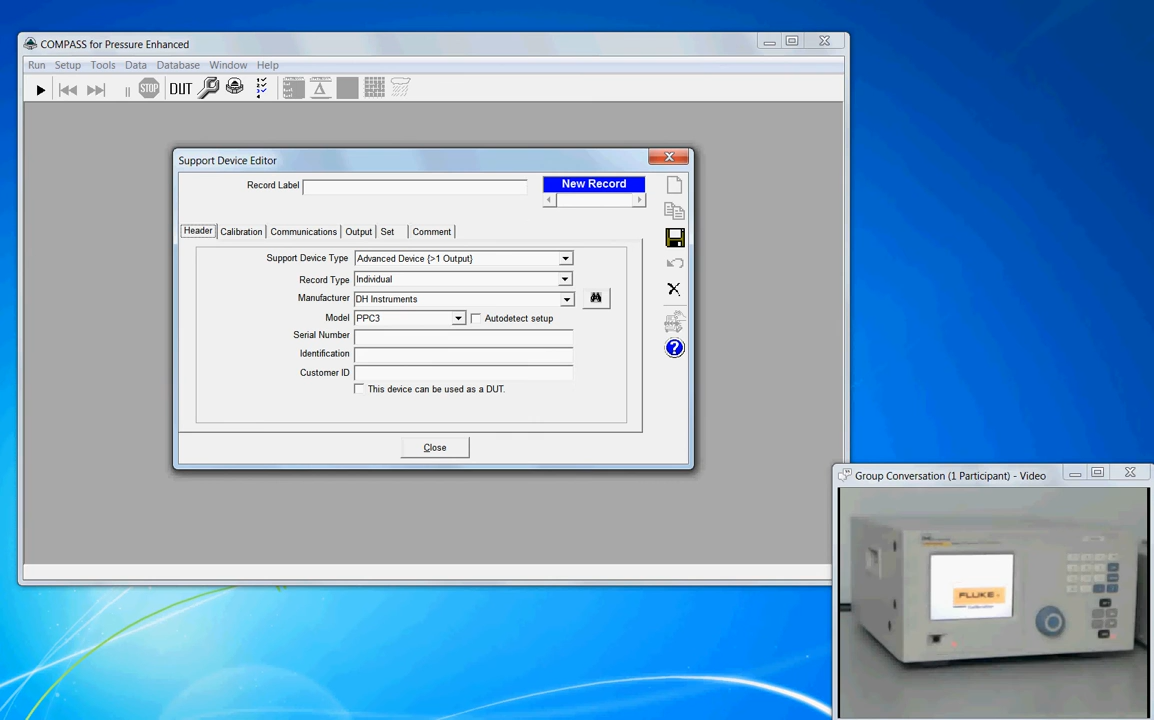 COMPASS for Pressure Enhanced
Run Setup Tools Data Database Window Help
STOP DUT
Support Device Editor
Record Label
New Record
Header Calibration Communications Output Set Comment
Support Device Type Advanced Device {>1 Output}
Record Type Individual
Manufacturer DH Instruments
Model PPC3 Autodetect setup
Serial Number
Identification
Customer ID
This device can be used as a DUT.
Close
Group Conversation (1 Participant) - Video
FLUKE